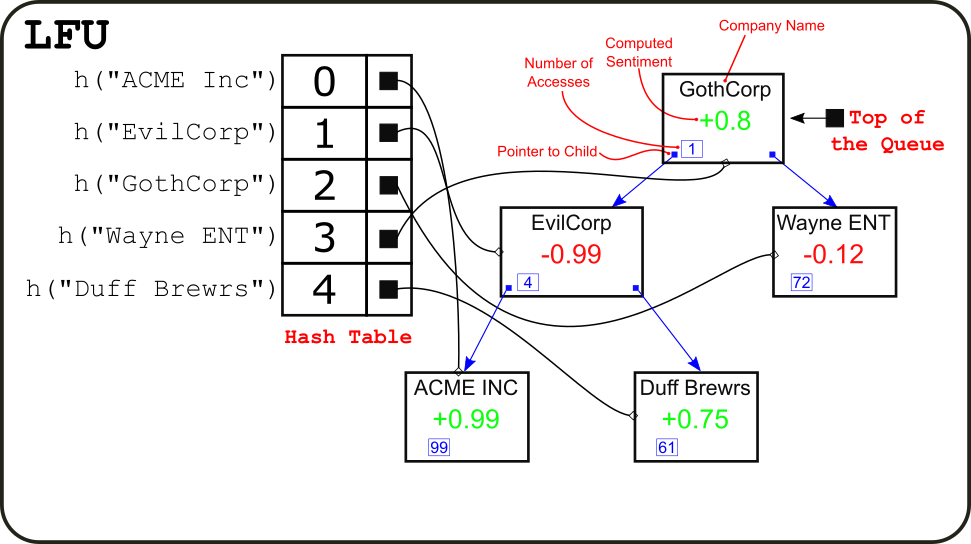 LFU
h("ACME Inc")
0
h("EvilCorp")
1
h("GothCorp")
2
h("Wayne ENT")
3
h("Duff Brewrs")
4
Hash Table
Company Name
Computed
Sentiment
Number of
Accesses
Pointer to Child
GothCorp
+0.8
1
Top of
the Queue
EvilCorp
-0.99
4
Wayne ENT
-0.12
72
ACME INC
+0.99
99
Duff Brewrs
+0.75
61